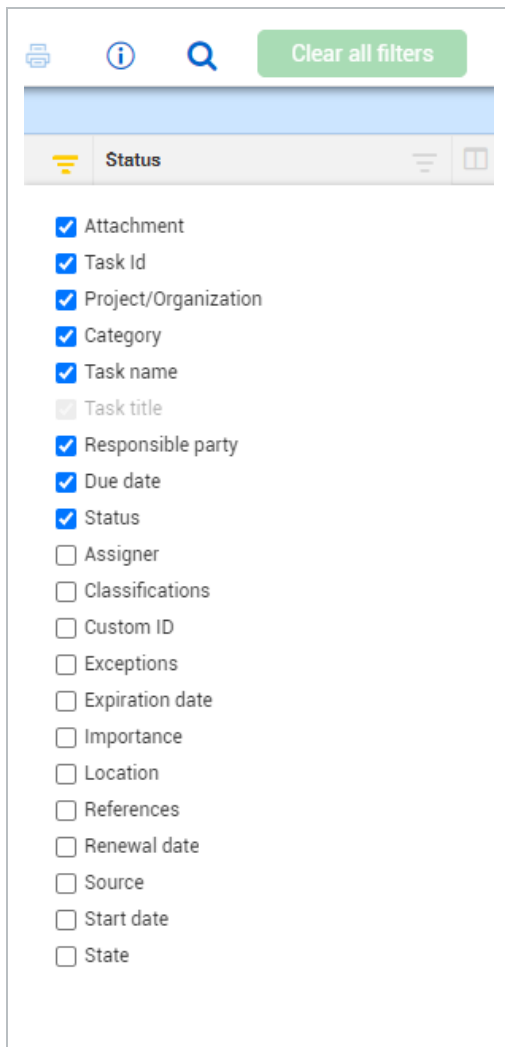 Clear all filters
Status
Attachment
Task Id
Project/Organization
Category
Task name
Task title
Responsible party
Due date
Status
Assigner
Classifications
Custom ID
Exceptions
Expiration date
Importance
Location
References
Renewal date
Source
Start date
State